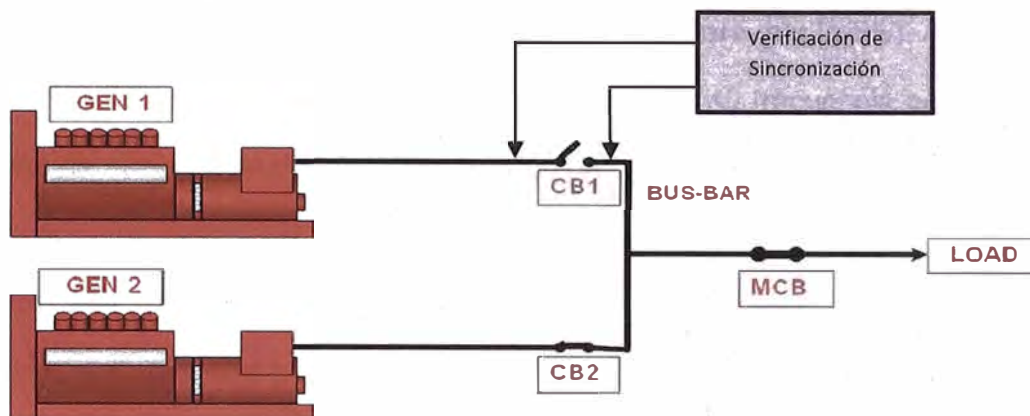 Verificación de
Sincronización
GEN 1
CB1
BUS-BAR
LOAD
MCB
GEN 2
CB2